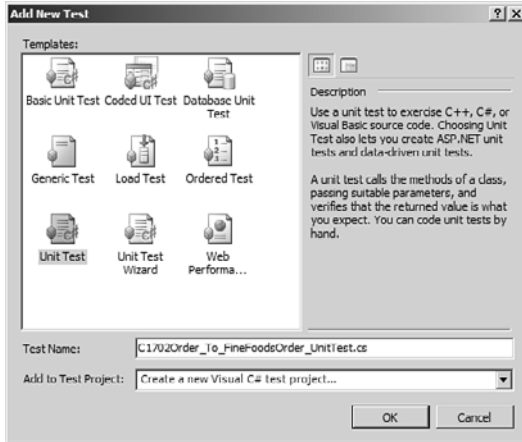 Add New Test
Templates:
Basic Unit Test Coded UI Test Database Unit
Test
Generic Test Load Test Ordered Test
Unit Test Unit Test Web
Wizard Performa...
Description
Use a unit test to exercise C++, C#, or
Visual Basic source code. Choosing Unit
Test also lets you create ASP.NET unit
tests and data-driven unit tests.
A unit test calls the methods of a class,
passing suitable parameters, and
verifies that the returned value is what
you expect. You can code unit tests by
hand.
Test Name: C1702Order_To_FineFoodsOrder_UnitTest.cs
Add to Test Project: Create a new Visual C# test project...
OK Cancel